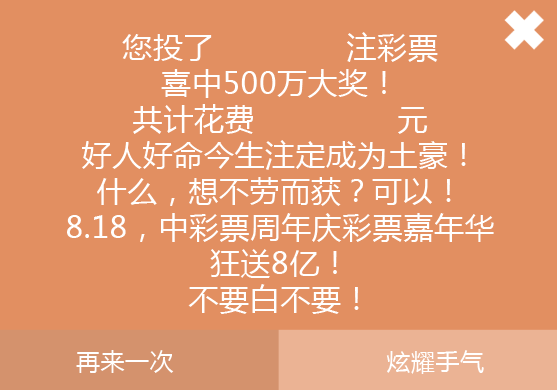 您投了 注彩票
喜中500万大奖！
共计花费 元
好人好命今生注定成为土豪！
什么，想不劳而获？可以！
8.18，中彩票周年庆彩票嘉年华
狂送8亿！
不要白不要！
再来一次 炫耀手气